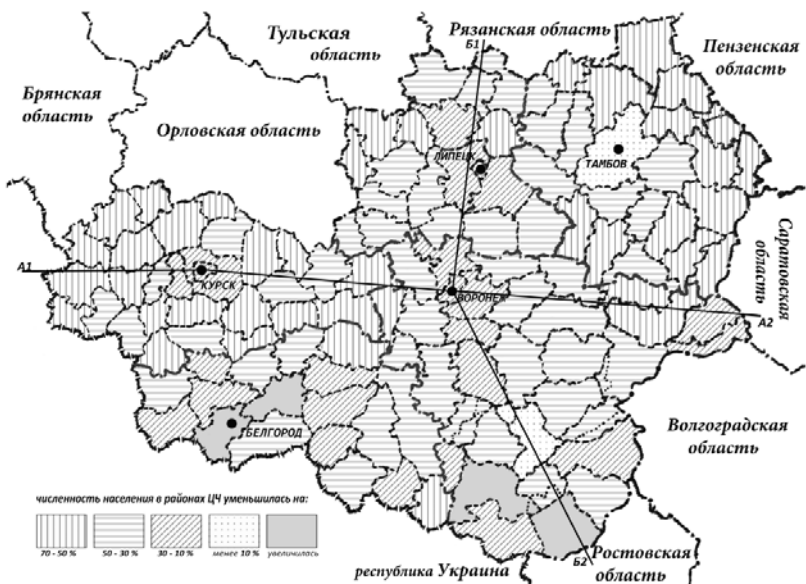 Тульская
область
Рязанская область
Б1
Пензенская
область
Брянская
область
Орловская область
ЛИПЕЦК
ТАМБОВ
Саратовская
область
А1
КУРСК
ВОРОНЕЖ
А2
Волгоградская
область
БЕЛГОРОД
численность населения в районах ЦЧ уменьшилась на:
70 - 50 %
50 - 30 %
30 - 10 %
менее 10 %
увеличилась
республика Украина
Б2
Ростовская
область